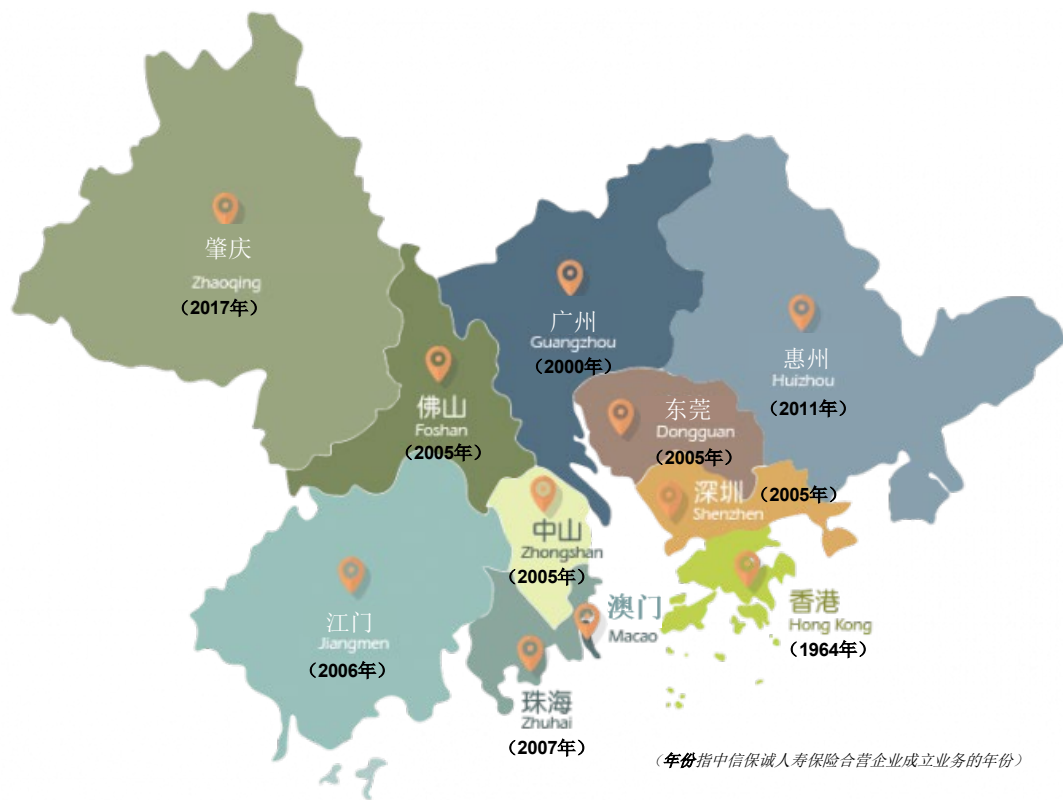 肇庆
Zhaoqing
（2017年）
广州
Guangzhou
（2000年）
惠州
Huizhou
（2011年）
佛山
Foshan
（2005年）
东莞
Dongguan
（2005年）
深圳
Shenzhen
（2005年）
中山
Zhongshan
（2005年）
江门
Jiangmen
（2006年）
澳门
Macao
香港
Hong Kong
（1964年）
珠海
Zhuhai
（2007年）
（年份指中信保诚人寿保险合营企业成立业务的年份）